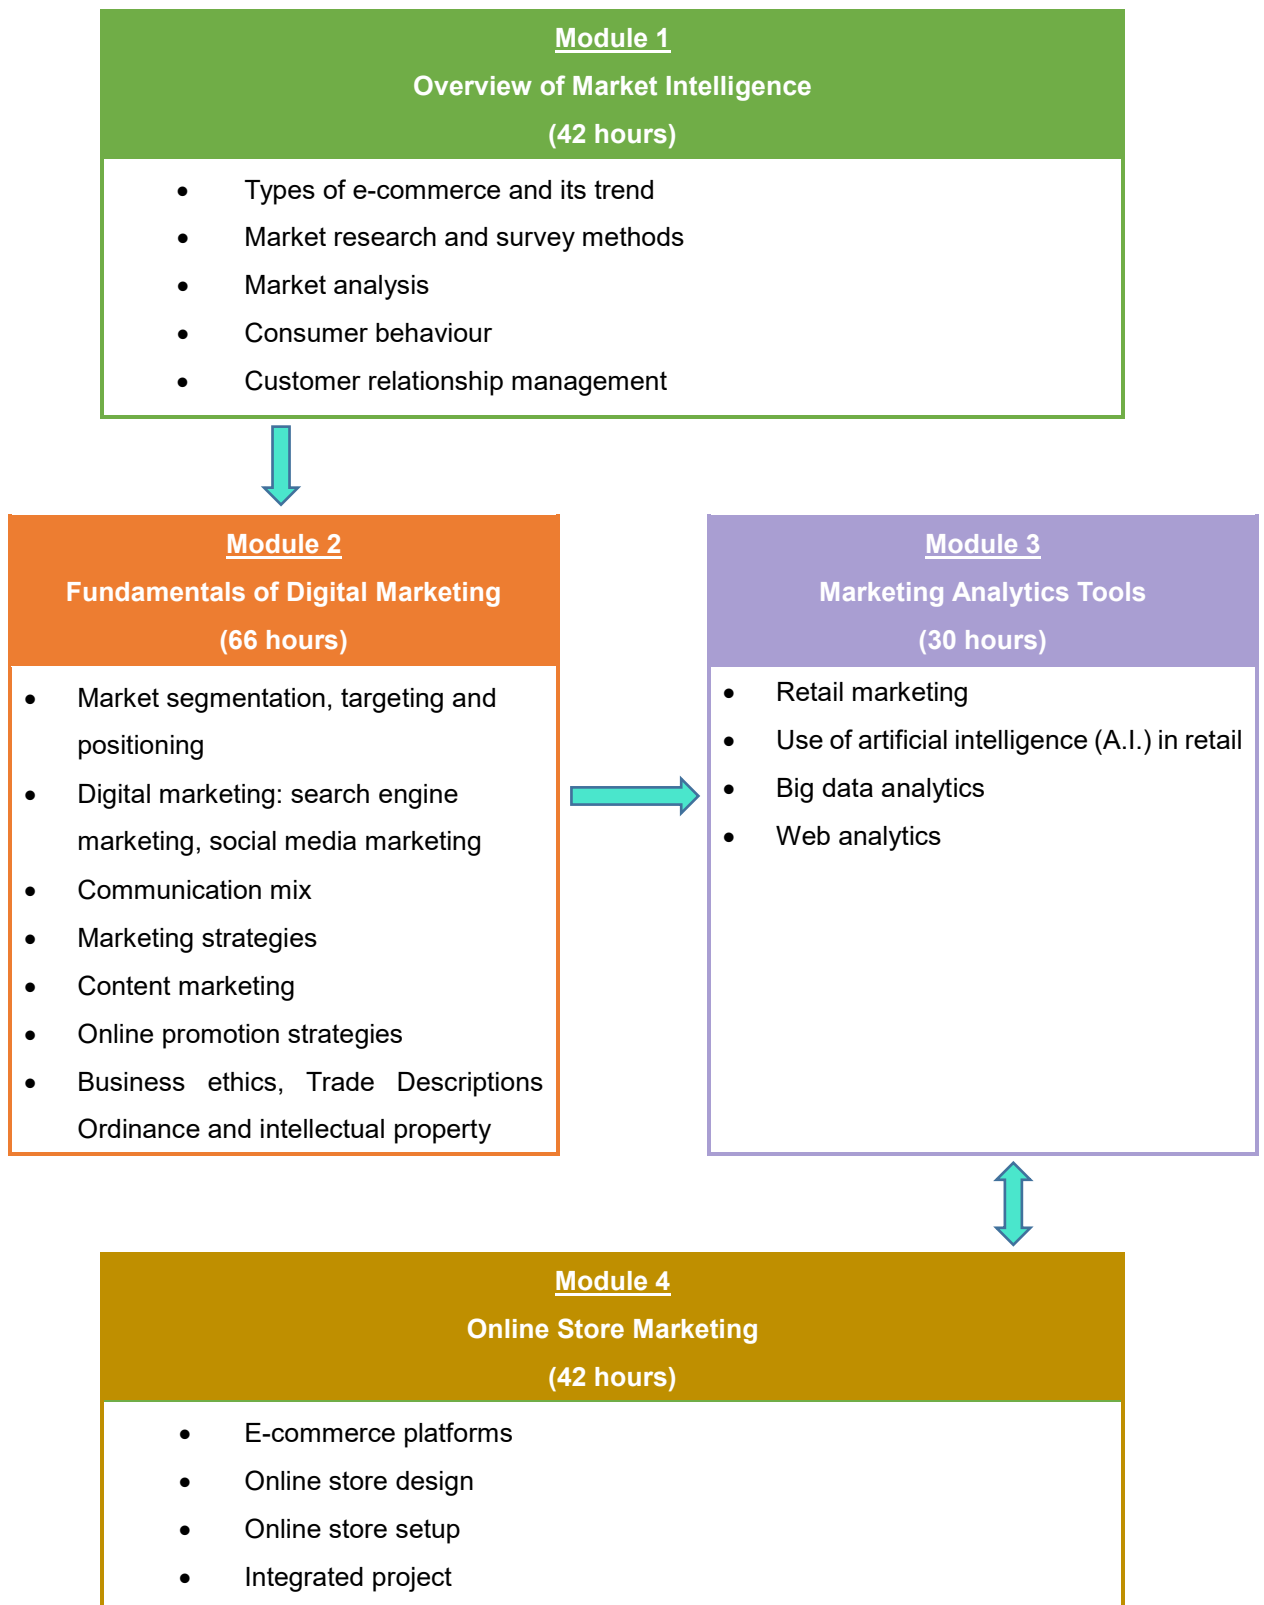 Module 1
Overview of Market Intelligence
(42 hours)
• Types of e-commerce and its trend
• Market research and survey methods
• Market analysis
• Consumer behaviour
• Customer relationship management
Module 2
Fundamentals of Digital Marketing
(66 hours)
• Market segmentation, targeting and
positioning
• Digital marketing: search engine
marketing, social media marketing
• Communication mix
• Marketing strategies
• Content marketing
• Online promotion strategies
• Business ethics, Trade Descriptions
Ordinance and intellectual property
Module 3
Marketing Analytics Tools
(30 hours)
• Retail marketing
• Use of artificial intelligence (A.I.) in retail
• Big data analytics
• Web analytics
Module 4
Online Store Marketing
(42 hours)
• E-commerce platforms
• Online store design
• Online store setup
• Integrated project